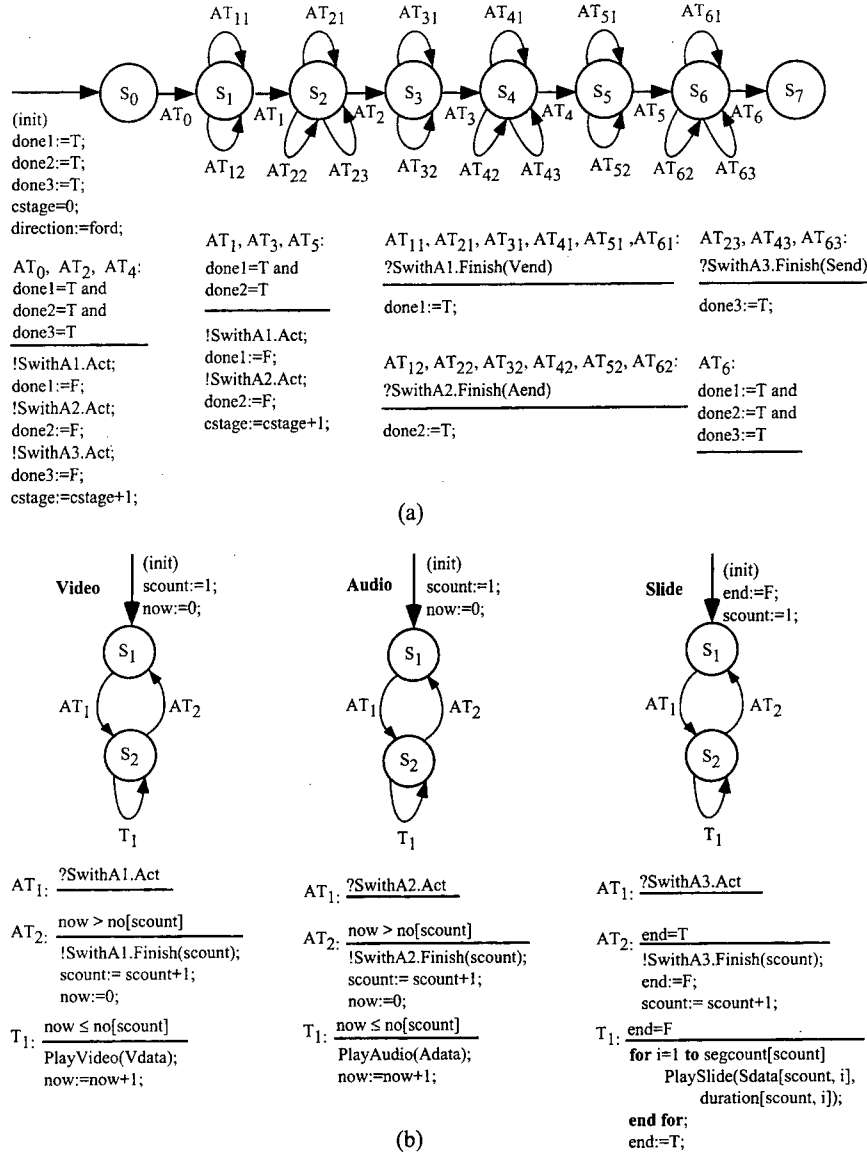 AT11 AT21 AT31 AT41 AT51 AT61
S0 S1 S2 S3 S4 S5 S6 S7
AT0 AT1 AT2 AT3 AT4 AT5 AT6
AT12 AT22 AT23 AT32 AT42 AT43 AT52 AT62 AT63
(init)
done1:=T;
done2:=T;
done3:=T;
cstage=0;
direction:=ford;
AT0, AT2, AT4:
done1=T and
done2=T and
done3=T
!SwithA1.Act;
done1:=F;
!SwithA2.Act;
done2:=F;
!SwithA3.Act;
done3:=F;
cstage:=cstage+1;
AT1, AT3, AT5:
done1=T and
done2=T
!SwithA1.Act;
done1:=F;
!SwithA2.Act;
done2:=F;
cstage:=cstage+1;
AT11, AT21, AT31, AT41, AT51 ,AT61:
?SwithA1.Finish(Vend)
done1:=T;
AT12, AT22, AT32, AT42, AT52, AT62:
?SwithA2.Finish(Aend)
done2:=T;
AT23, AT43, AT63:
?SwithA3.Finish(Send)
done3:=T;
AT6:
done1:=T and
done2:=T and
done3:=T
(a)
Video
(init)
scount:=1;
now:=0;
S1
AT1 AT2
S2
T1
AT1: ?SwithA1.Act
AT2: now > no[scount]
!SwithA1.Finish(scount);
scount:= scount+1;
now:=0;
T1: now ≤ no[scount]
PlayVideo(Vdata);
now:=now+1;
Audio
(init)
scount:=1;
now:=0;
S1
AT1 AT2
S2
T1
AT1: ?SwithA2.Act
AT2: now > no[scount]
!SwithA2.Finish(scount);
scount:= scount+1;
now:=0;
T1: now ≤ no[scount]
PlayAudio(Adata);
now:=now+1;
Slide
(init)
end:=F;
scount:=1;
S1
AT1 AT2
S2
T1
AT1: ?SwithA3.Act
AT2: end=T
!SwithA3.Finish(scount);
end:=F;
scount:= scount+1;
T1: end=F
for i=1 to segcount[scount]
PlaySlide(Sdata[scount, i],
duration[scount, i]);
end for;
end:=T;
(b)